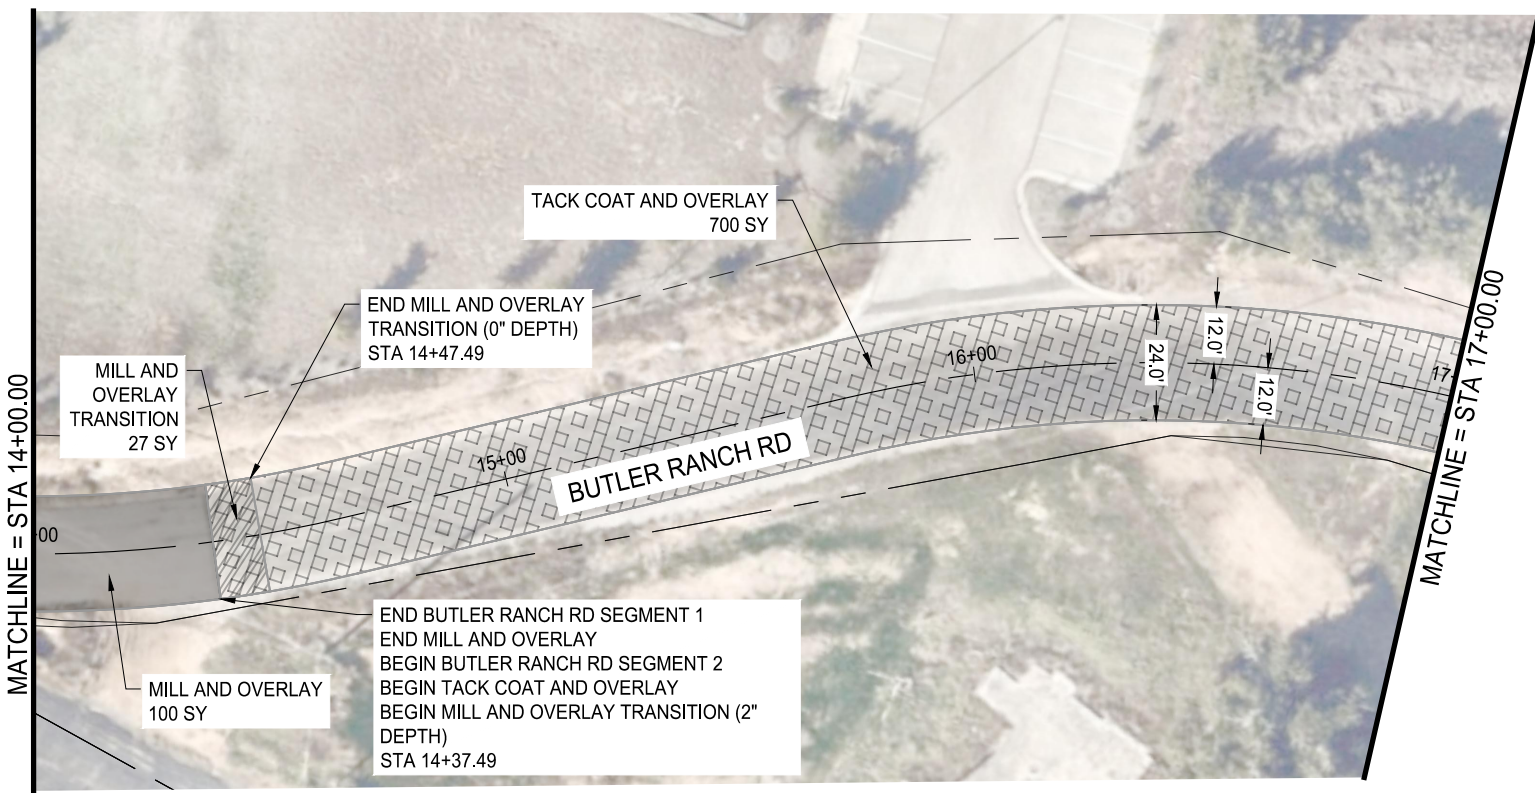 TACK COAT AND OVERLAY
700 SY
END MILL AND OVERLAY
TRANSITION (0" DEPTH)
STA 14+47.49
MILL AND
OVERLAY
TRANSITION
27 SY
MATCHLINE = STA 14+00.00
+00
15+00
BUTLER RANCH RD
16+00
24.0'
12.0'
12.0'
17+
MATCHLINE = STA 17+00.00
MILL AND OVERLAY
100 SY
END BUTLER RANCH RD SEGMENT 1
END MILL AND OVERLAY
BEGIN BUTLER RANCH RD SEGMENT 2
BEGIN TACK COAT AND OVERLAY
BEGIN MILL AND OVERLAY TRANSITION (2"
DEPTH)
STA 14+37.49